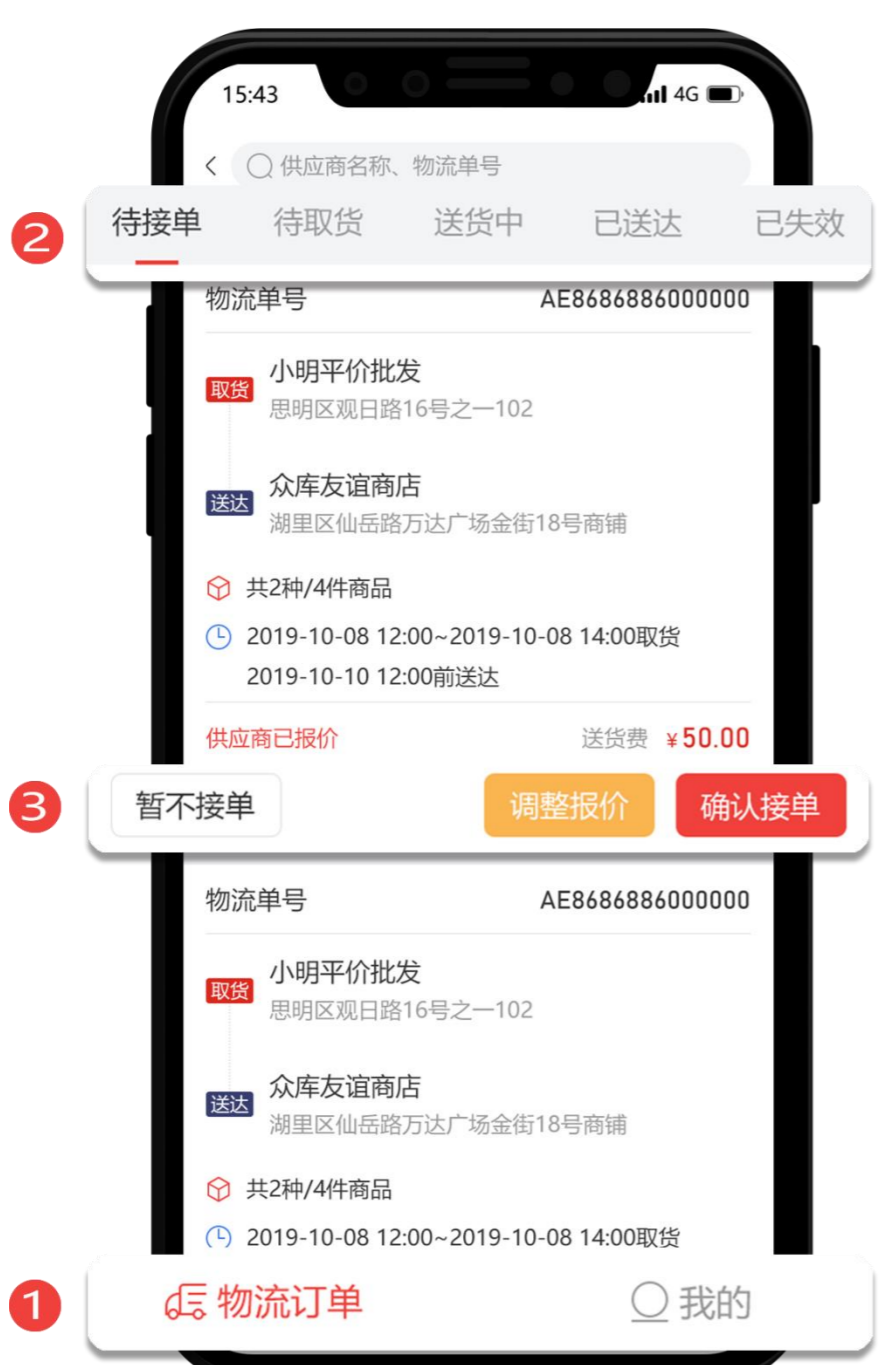 15:43 4G
供应商名称、物流单号
2 待接单 待取货 送货中 已送达 已失效
物流单号 AE8686886000000
取货 小明平价批发
思明区观日路16号之一102
送达 众库友谊商店
湖里区仙岳路万达广场金街18号商铺
共2种/4件商品
2019-10-08 12:00~2019-10-08 14:00取货
2019-10-10 12:00前送达
供应商已报价 送货费 ¥50.00
3 暂不接单 调整报价 确认接单
物流单号 AE8686886000000
取货 小明平价批发
思明区观日路16号之一102
送达 众库友谊商店
湖里区仙岳路万达广场金街18号商铺
共2种/4件商品
2019-10-08 12:00~2019-10-08 14:00取货
1 物流订单 我的